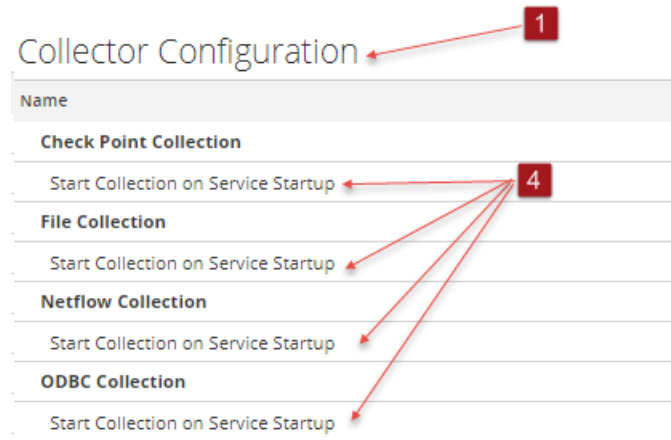 1
Collector Configuration
Name
Check Point Collection
Start Collection on Service Startup
4
File Collection
Start Collection on Service Startup
Netflow Collection
Start Collection on Service Startup
ODBC Collection
Start Collection on Service Startup